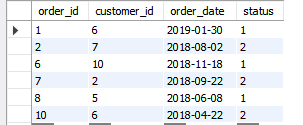 order_id customer_id order_date status
1 6 2019-01-30 1
2 7 2018-08-02 2
6 10 2018-11-18 1
7 2 2018-09-22 2
8 5 2018-06-08 1
10 6 2018-04-22 2